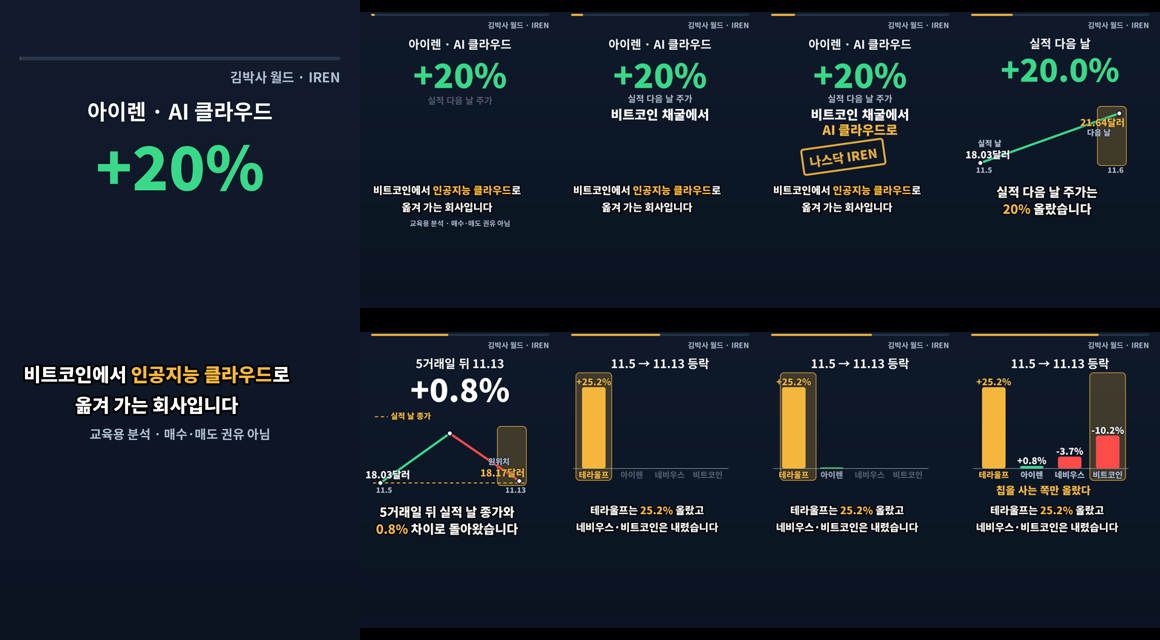 김박사 월드 · IREN
아이렌 · AI 클라우드
+20%
비트코인에서 인공지능 클라우드로
옮겨 가는 회사입니다
교육용 분석 · 매수·매도 권유 아님
김박사 월드 · IREN
아이렌 · AI 클라우드
+20%
실적 다음 날 주가
비트코인에서 인공지능 클라우드로
옮겨 가는 회사입니다
교육용 분석 · 매수·매도 권유 아님
김박사 월드 · IREN
아이렌 · AI 클라우드
+20%
실적 다음 날 주가
비트코인 채굴에서
비트코인에서 인공지능 클라우드로
옮겨 가는 회사입니다
김박사 월드 · IREN
아이렌 · AI 클라우드
+20%
실적 다음 날 주가
비트코인 채굴에서
AI 클라우드로
나스닥 IREN
비트코인에서 인공지능 클라우드로
옮겨 가는 회사입니다
김박사 월드 · IREN
실적 다음 날
+20.0%
21.64달러
다음 날
실적 날
18.03달러
11.5 11.6
실적 다음 날 주가는
20% 올랐습니다
김박사 월드 · IREN
5거래일 뒤 11.13
+0.8%
실적 날 종가
원위치
18.03달러 18.17달러
11.5 11.13
5거래일 뒤 실적 날 종가와
0.8% 차이로 돌아왔습니다
김박사 월드 · IREN
11.5 → 11.13 등락
+25.2%
테라울프 아이렌 네비우스 비트코인
테라울프는 25.2% 올랐고
네비우스·비트코인은 내렸습니다
김박사 월드 · IREN
11.5 → 11.13 등락
+25.2%
테라울프 아이렌 네비우스 비트코인
테라울프는 25.2% 올랐고
네비우스·비트코인은 내렸습니다
김박사 월드 · IREN
11.5 → 11.13 등락
+25.2%
+0.8% -3.7% -10.2%
테라울프 아이렌 네비우스 비트코인
칩을 사는 쪽만 올랐다
테라울프는 25.2% 올랐고
네비우스·비트코인은 내렸습니다